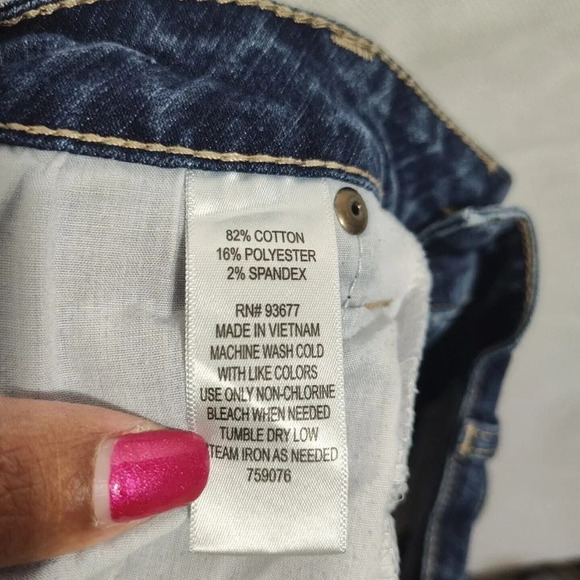 82% COTTON
16% POLYESTER
2% SPANDEX
RN# 93677
MADE IN VIETNAM
MACHINE WASH COLD
WITH LIKE COLORS
USE ONLY NON-CHLORINE
BLEACH WHEN NEEDED
TUMBLE DRY LOW
TEAM IRON AS NEEDED
759076